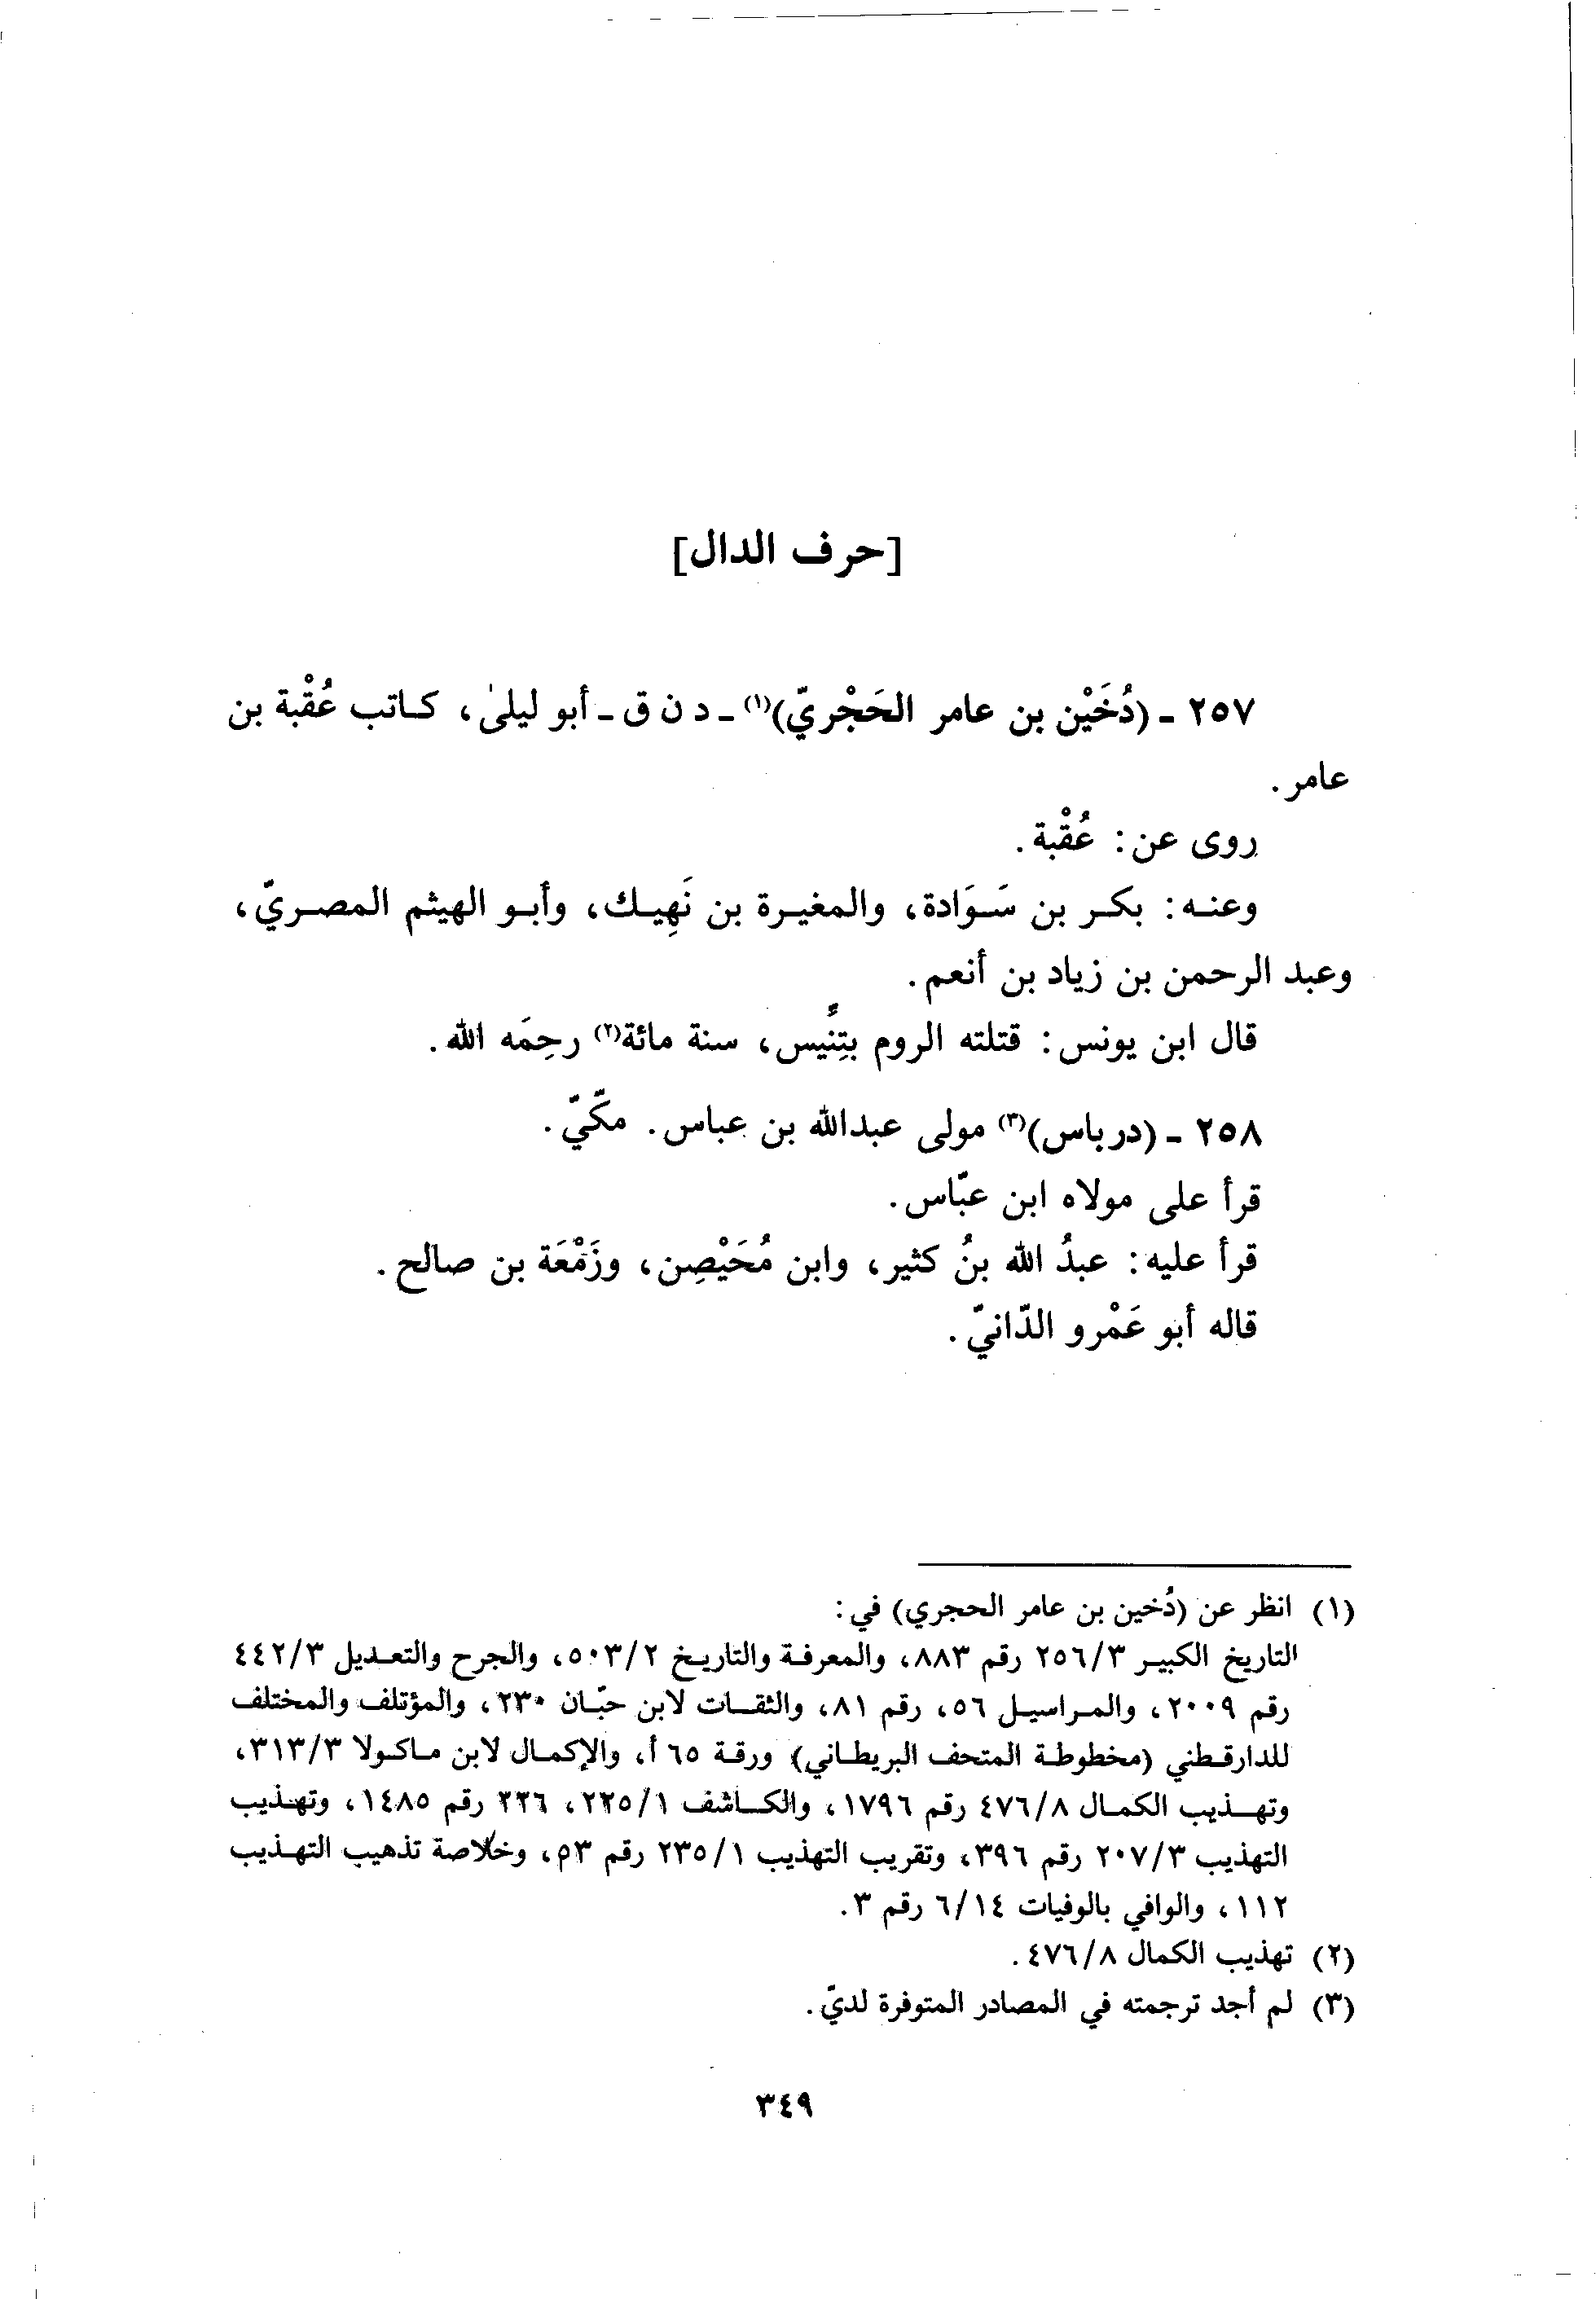 [حرف الدال]
٢٥٧ ـ (دُخَيْن بن عامر الحَجْريّ)(١) ـ د ن ق ـ أبو ليلىٰ، كاتب عُقْبة بن
عامر.
روى عن: عُقْبة.
وعنه: بكر بن سَوَادة، والمغيرة بن نَهِيك، وأبو الهيثم المصريّ،
وعبد الرحمن بن زياد بن أنعم.
قال ابن يونس: قتلته الروم بتِنِّيس، سنة مائة(٢) رحِمَه الله.
٢٥٨ ـ (درباس)(٣) مولى عبدالله بن عباس. مكّيّ.
قرأ على مولاه ابن عبّاس.
قرأ عليه: عبدُ الله بنُ كثير، وابن مُحَيْصِن، وزَمْعَة بن صالح.
قاله أبو عَمْرو الدّانيّ.
(١) انظر عن (دُخين بن عامر الحجري) في:
التاريخ الكبير ٢٥٦/٣ رقم ٨٨٣، والمعرفة والتاريخ ٥٠٣/٢، والجرح والتعديل ٤٤٢/٣
رقم ٢٠٠٩، والمراسيل ٥٦، رقم ٨١، والثقات لابن حبّان ٢٣٠، والمؤتلف والمختلف
للدارقطني (مخطوطة المتحف البريطاني) ورقة ٦٥ أ، والإكمال لابن ماكولا ٣١٣/٣،
وتهذيب الكمال ٤٧٦/٨ رقم ١٧٩٦، والكاشف ٢٢٥/١، ٢٢٦ رقم ١٤٨٥، وتهذيب
التهذيب ٢٠٧/٣ رقم ٣٩٦، وتقريب التهذيب ٢٣٥/١ رقم ٥٣، وخلاصة تذهيب التهذيب
١١٢، والوافي بالوفيات ٦/١٤ رقم ٣.
(٢) تهذيب الكمال ٤٧٦/٨.
(٣) لم أجد ترجمته في المصادر المتوفرة لديّ.
٣٤٩